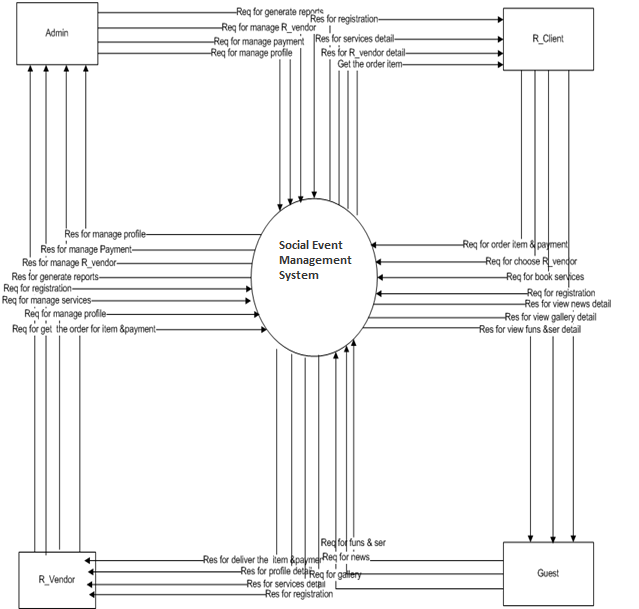 Admin
Req for generate reports
Req for manage R_vendor
Req for manage payment
Req for manage profile
Res for registration
Res for services detail
Res for R_vendor detail
Get the order item
R_Client
Social Event
Management
System
Res for manage profile
Res for manage Payment
Res for manage R_vendor
Res for generate reports
Req for registration
Req for manage services
Req for manage profile
Req for get the order for item &payment
Req for order item & payment
Req for choose R_vendor
Req for book services
Req for registration
Res for view news detail
Res for view gallery detail
Res for view funs &ser detail
Req for funs & ser
Req for news
Req for gallery
R_Vendor
Res for deliver the item &payment
Res for profile detail
Res for services detail
Res for registration
Guest